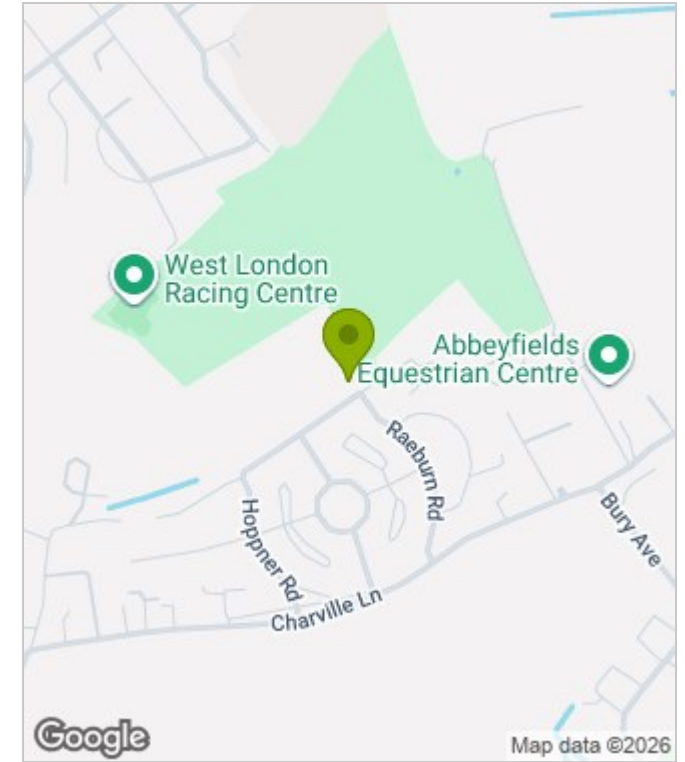 West London
Racing Centre
Abbeyfields
Equestrian Centre
Raeburn Rd
Hoppner Rd
Bury Ave
Charville Ln
Google
Map data ©2026